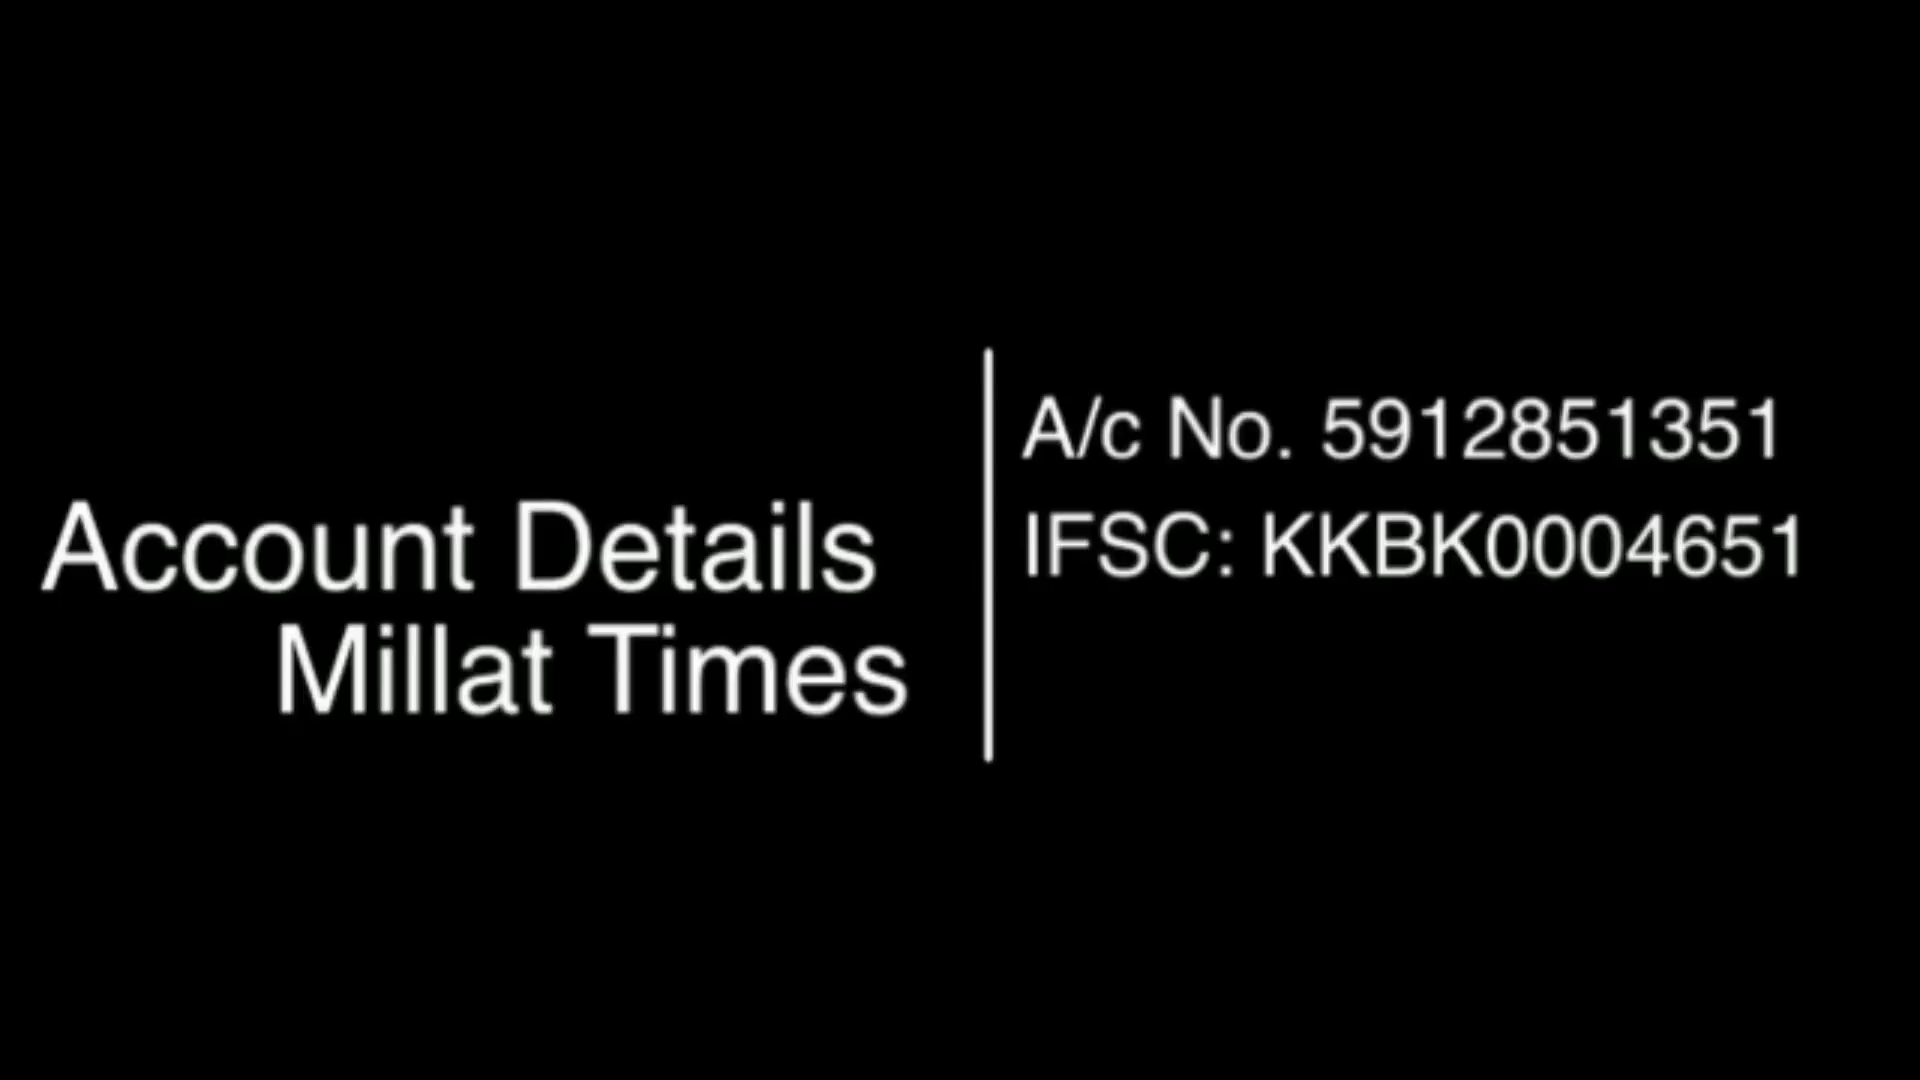 Account Details
Millat Times
A/c No. 5912851351
IFSC: KKBK0004651